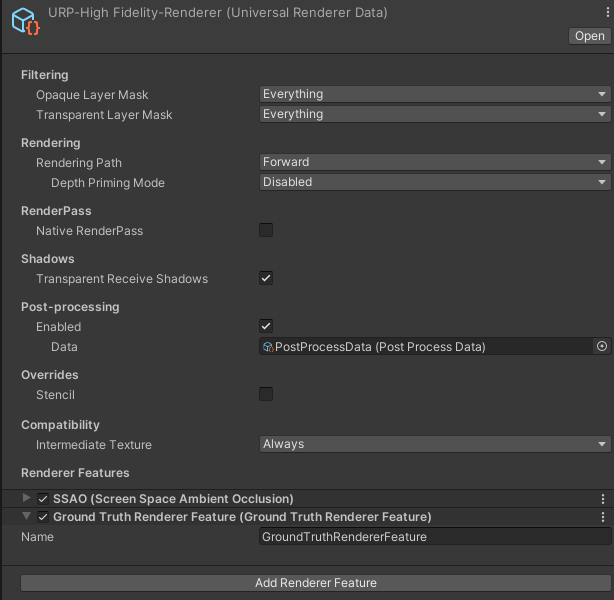 URP-High Fidelity-Renderer (Universal Renderer Data)
Open
Filtering
Opaque Layer Mask Everything
Transparent Layer Mask Everything
Rendering
Rendering Path Forward
Depth Priming Mode Disabled
RenderPass
Native RenderPass
Shadows
Transparent Receive Shadows
Post-processing
Enabled
Data PostProcessData (Post Process Data)
Overrides
Stencil
Compatibility
Intermediate Texture Always
Renderer Features
SSAO (Screen Space Ambient Occlusion)
Ground Truth Renderer Feature (Ground Truth Renderer Feature)
Name GroundTruthRendererFeature
Add Renderer Feature